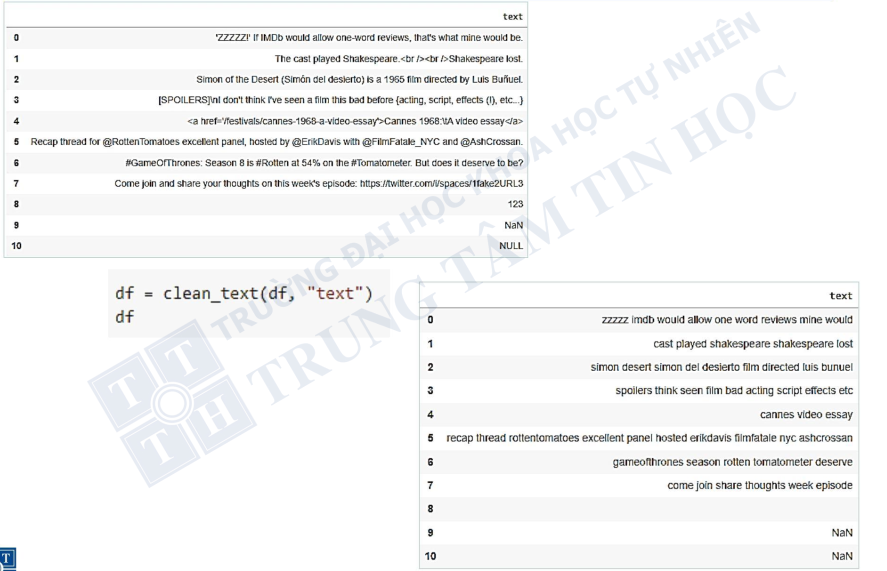 text
0 'ZZZZZ!' If IMDb would allow one-word reviews, that's what mine would be.
1 The cast played Shakespeare.<br /><br />Shakespeare lost.
2 Simon of the Desert (Simón del desierto) is a 1965 film directed by Luis Buñuel.
3 [SPOILERS]\nI don't think I've seen a film this bad before {acting, script, effects (!), etc...}
4 <a href='/festivals/cannes-1968-a-video-essay'>Cannes 1968:\tA video essay</a>
5 Recap thread for @RottenTomatoes excellent panel, hosted by @ErikDavis with @FilmFatale_NYC and @AshCrossan.
6 #GameOfThrones: Season 8 is #Rotten at 54% on the #Tomatometer. But does it deserve to be?
7 Come join and share your thoughts on this week's episode: https://twitter.com/i/spaces/1fake2URL3
8 123
9 NaN
10 NULL
df = clean_text(df, "text")
df
text
0 zzzzz imdb would allow one word reviews mine would
1 cast played shakespeare shakespeare lost
2 simon desert simon del desierto film directed luis bunuel
3 spoilers think seen film bad acting script effects etc
4 cannes video essay
5 recap thread rottentomatoes excellent panel hosted erikdavis filmfatale nyc ashcrossan
6 gameofthrones season rotten tomatometer deserve
7 come join share thoughts week episode
8
9 NaN
10 NaN
TRƯỜNG ĐẠI HỌC KHOA HỌC TỰ NHIÊN
TRUNG TÂM TIN HỌC
T T
T H
T